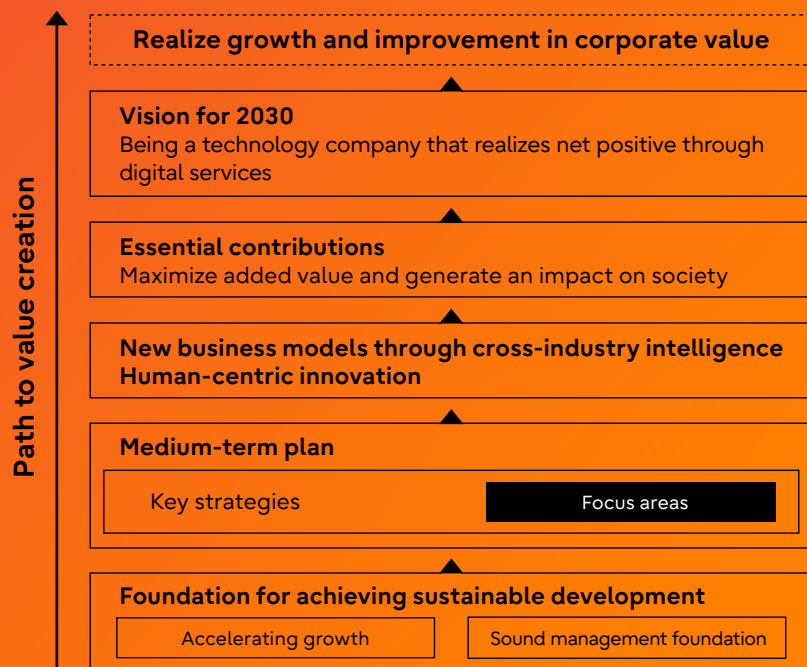 Realize growth and improvement in corporate value
Vision for 2030
Being a technology company that realizes net positive through
digital services
Essential contributions
Maximize added value and generate an impact on society
New business models through cross-industry intelligence
Human-centric innovation
Medium-term plan
Key strategies
Focus areas
Foundation for achieving sustainable development
Accelerating growth
Sound management foundation
Path to value creation